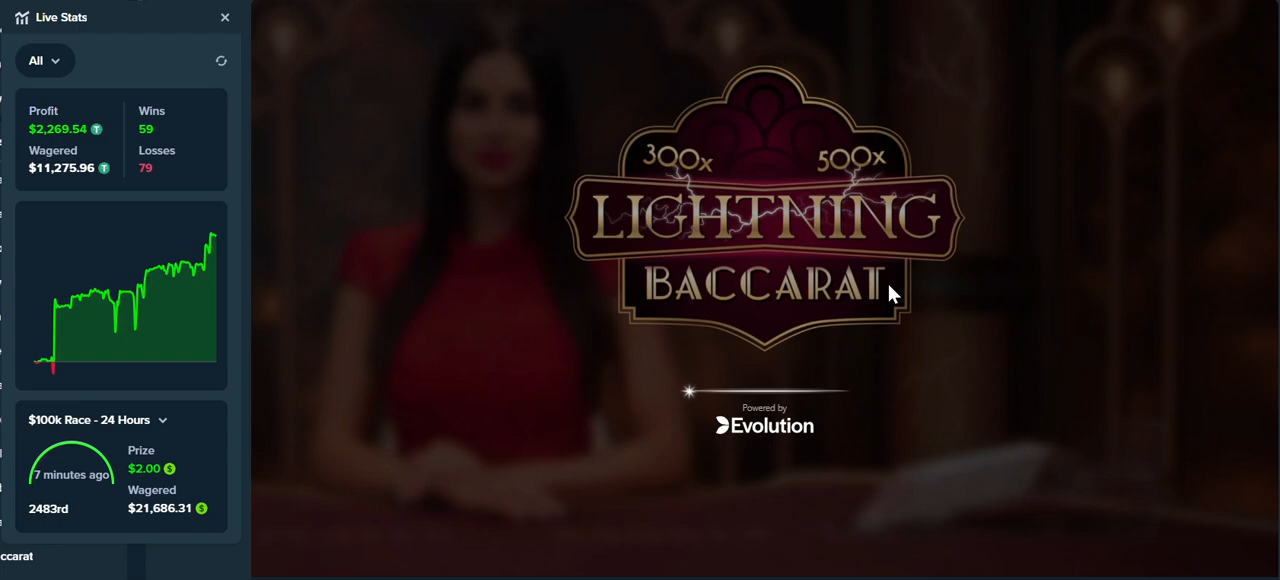 Live Stats
All
Profit
$2,269.54
Wagered
$11,275.96
Wins
59
Losses
79
$100k Race - 24 Hours
7 minutes ago
2483rd
Prize
$2.00
Wagered
$21,686.31
ccarat
300x
500x
LIGHTNING
BACCARAT
Powered by
Evolution